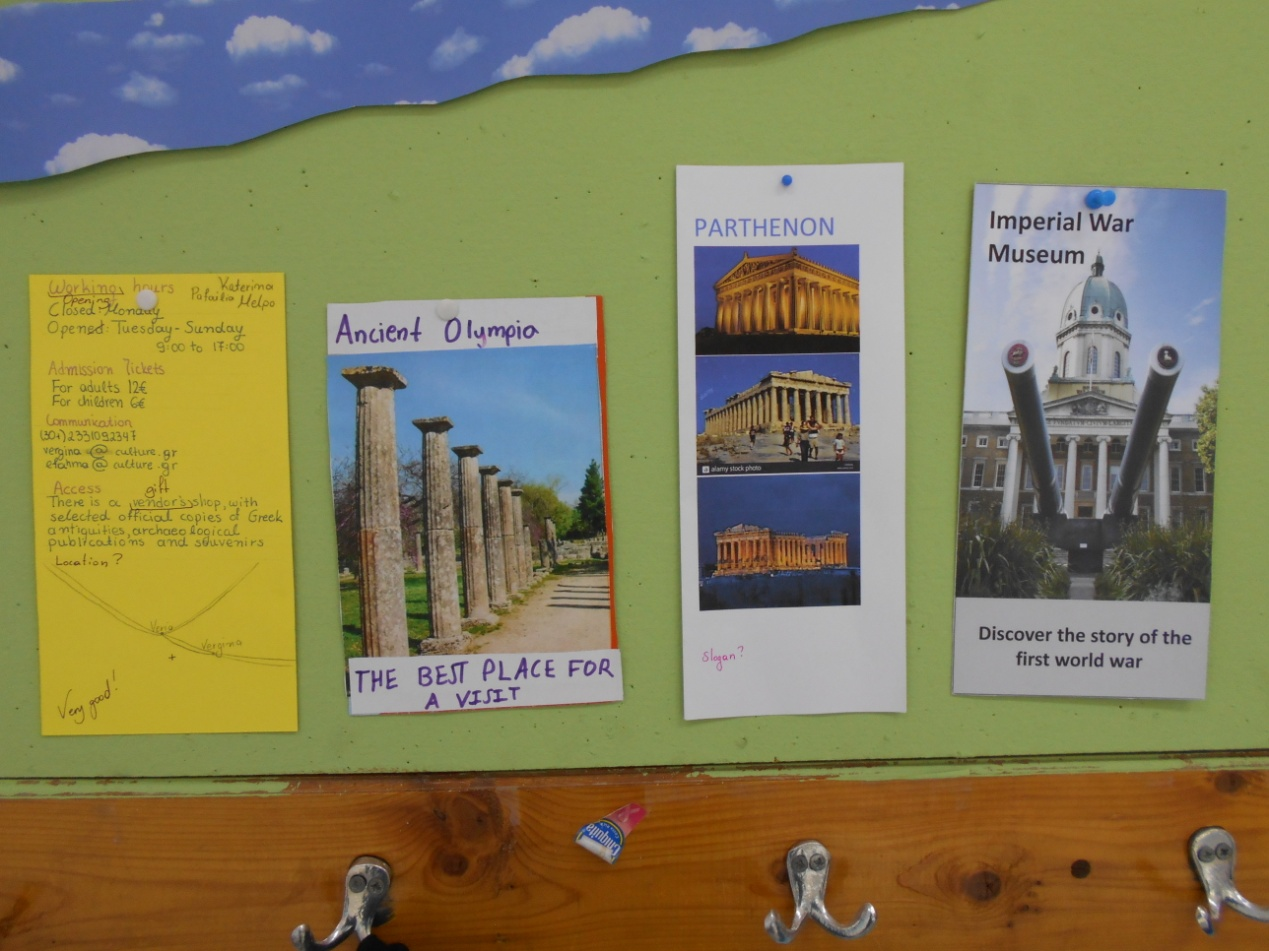 Working hours
Opening
Katerina
Melpo
Closed: Monday
Opened: Tuesday - Sunday
9:00 to 17:00
Admission Tickets
For adults 12€
For children 6€
Communication
(30+) 2331092347
vergina @ culture.gr
@ culture.gr
Access
gift
There is a vendor's shop, with
selected official copies of Greek
antiquities, archaeological
publications and souvenirs
Location?
Veria
Vergina
Very good!
Ancient Olympia
THE BEST PLACE FOR
A VISIT
PARTHENON
alamy stock photo
Slogan?
Imperial War
Museum
Discover the story of the
first world war
Chiquita